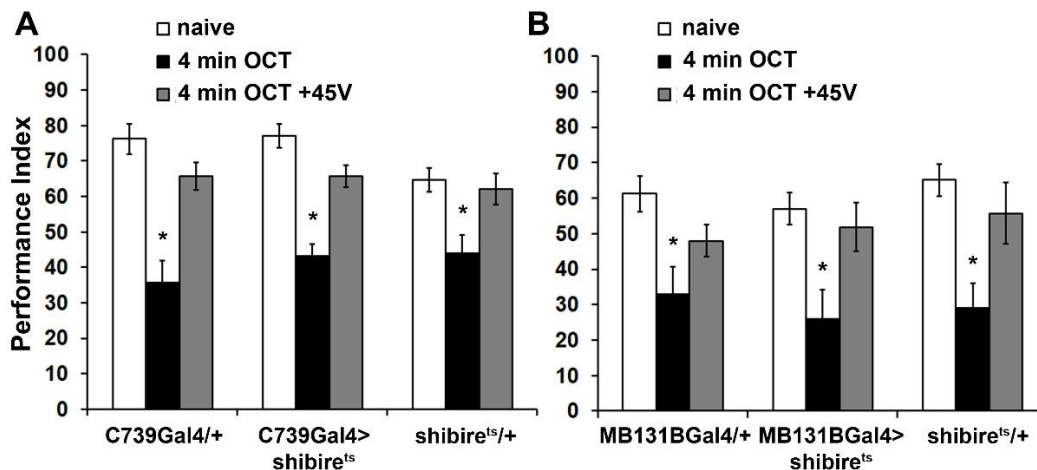 A
naive
4 min OCT
4 min OCT +45V
Performance Index
100
90
80
70
60
50
40
30
20
10
0
*
*
*
C739Gal4/+
C739Gal4>
shibireᵗˢ
shibireᵗˢ/+
B
naive
4 min OCT
4 min OCT +45V
100
90
80
70
60
50
40
30
20
10
0
*
*
*
MB131BGal4/+
MB131BGal4>
shibireᵗˢ
shibireᵗˢ/+